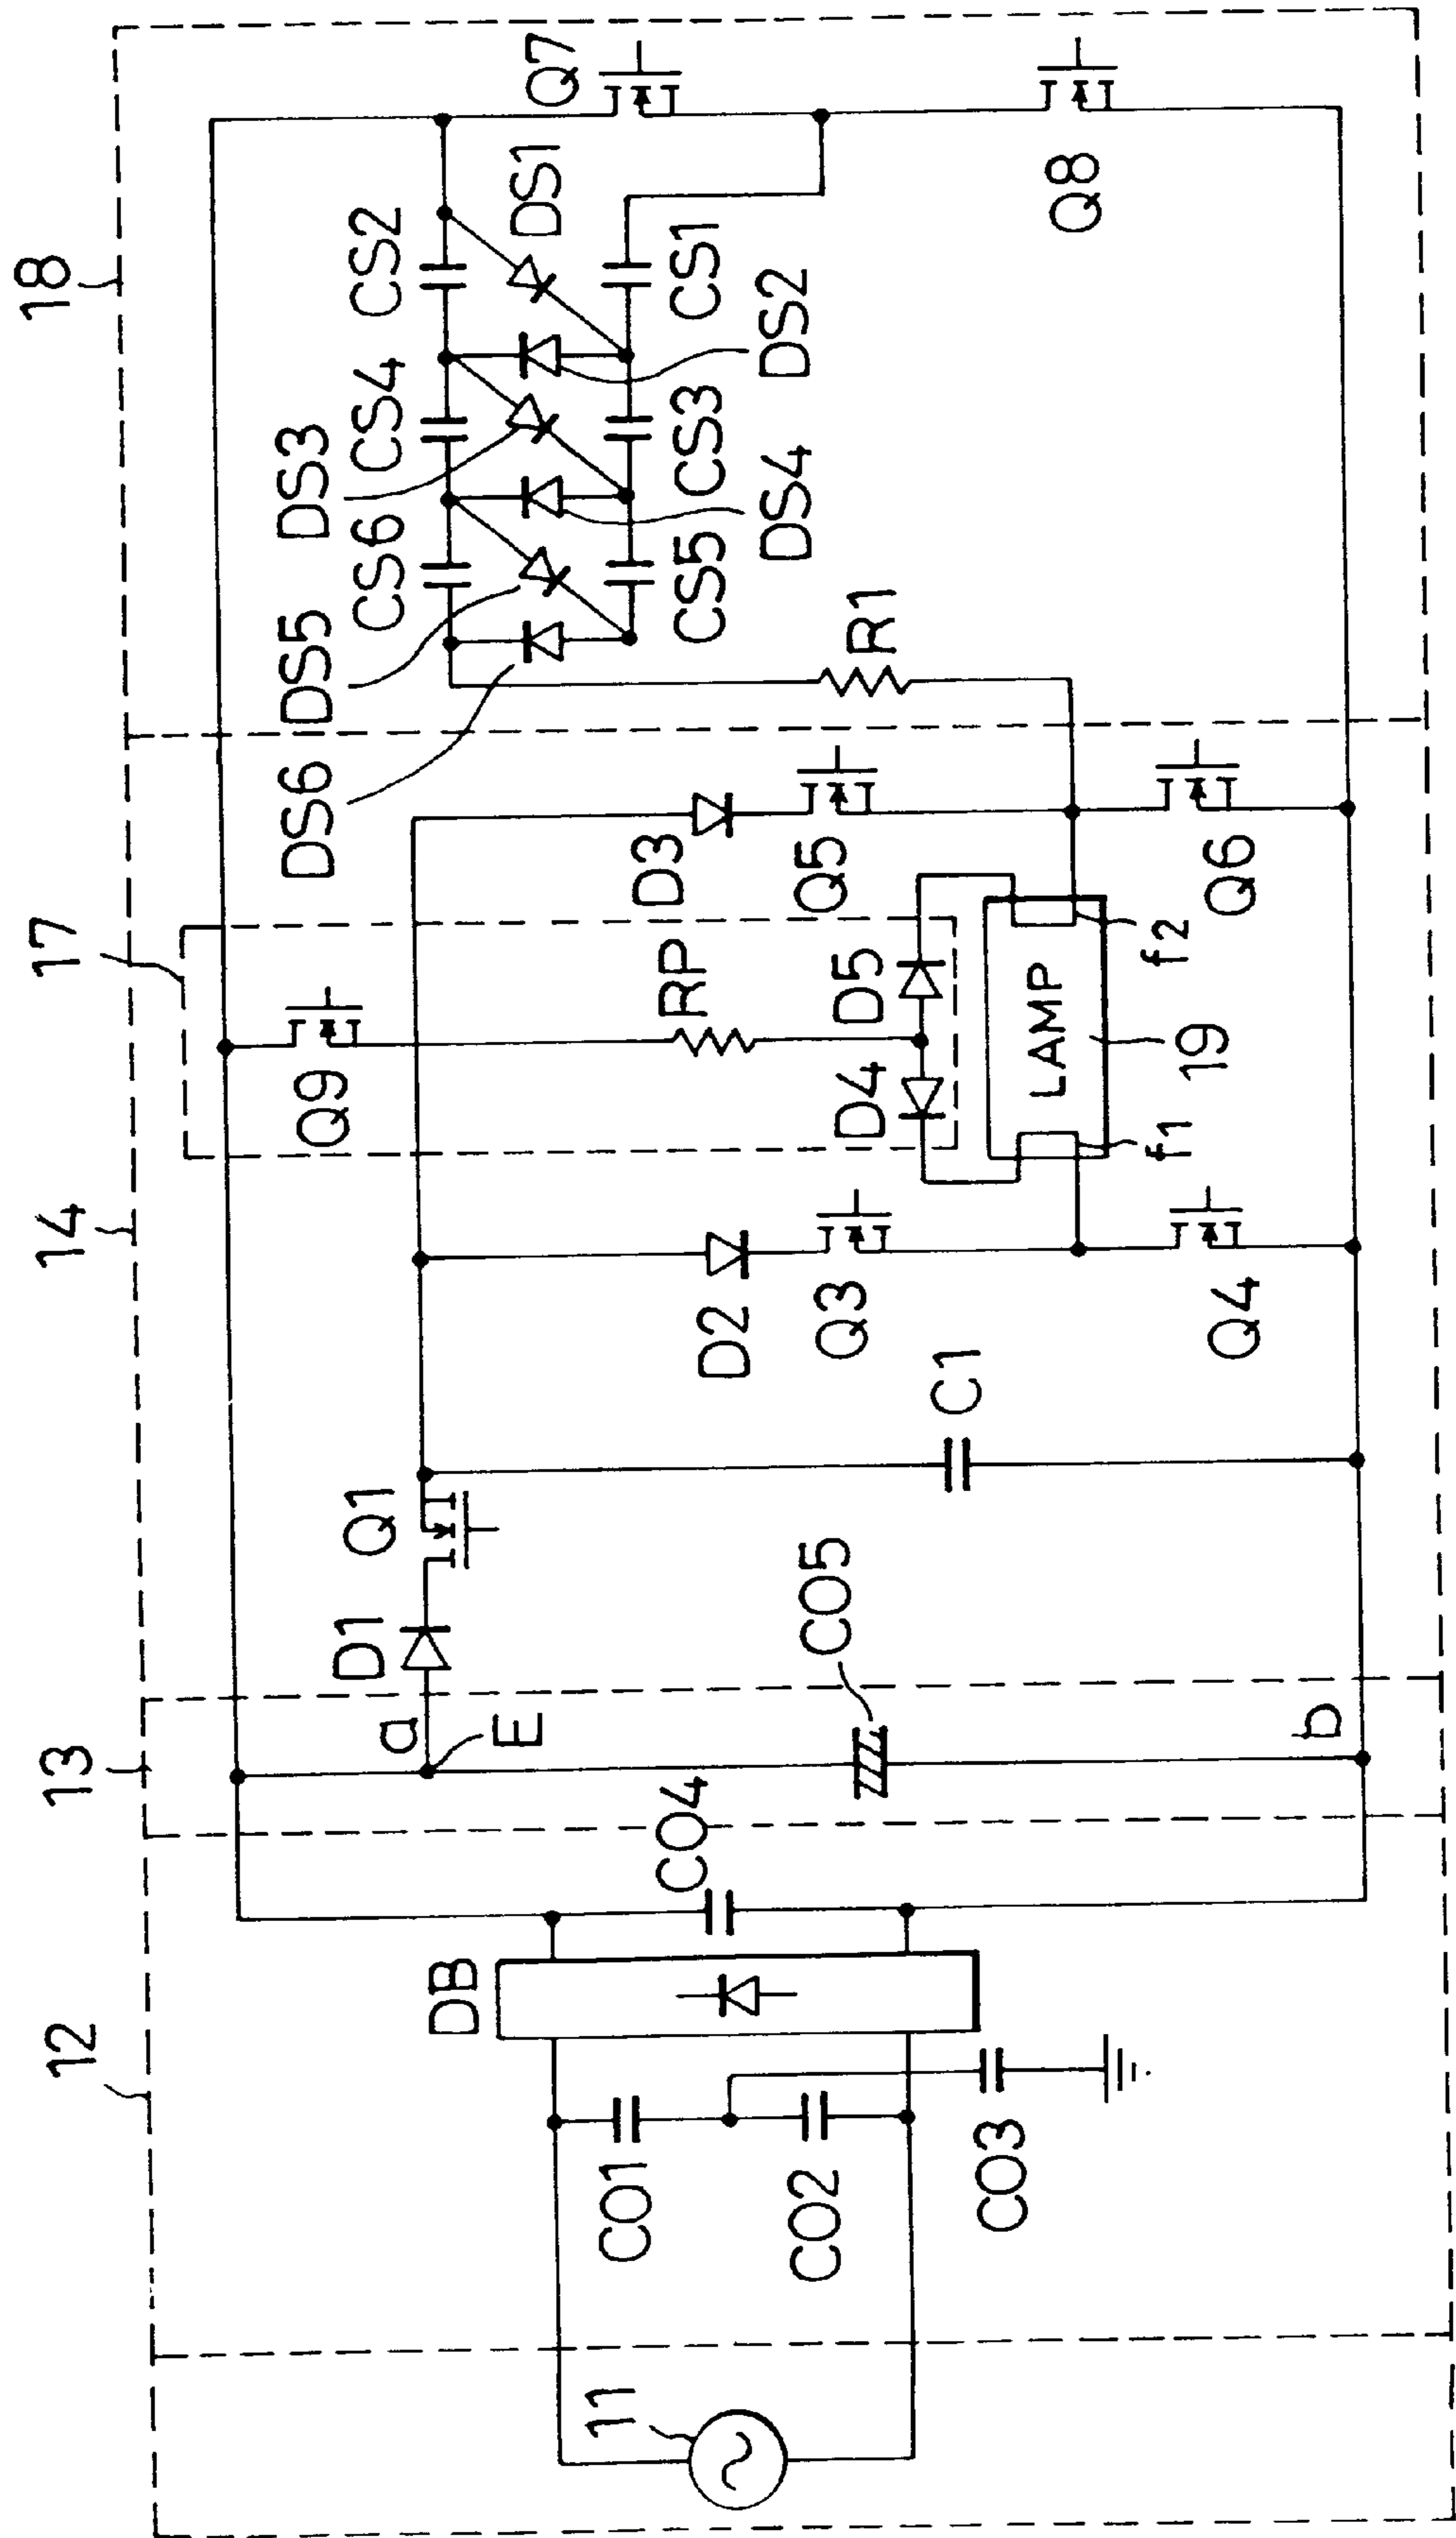 11
12
13
14
17
18
CO1
CO2
CO3
DB
CO4
a
E
CO5
b
D1
Q1
C1
D2
Q3
Q4
Q9
RP
D4
D5
LAMP
f1
f2
19
D3
Q5
Q6
R1
DS6
DS5
DS3
CS6
CS4
CS2
CS5
CS3
CS1
DS4
DS2
DS1
Q7
Q8